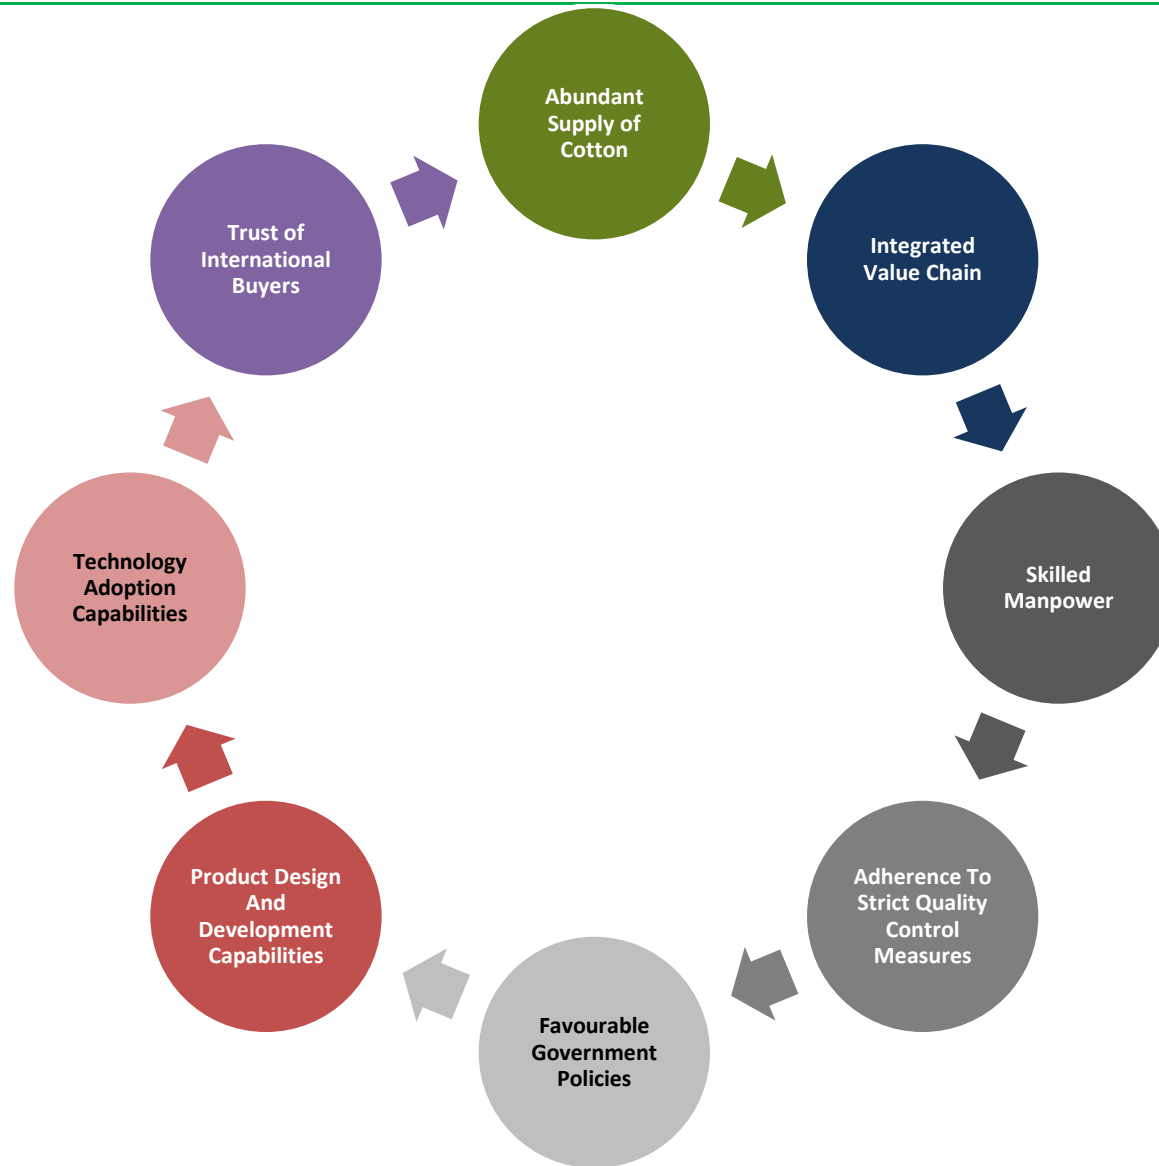 Abundant
Supply of
Cotton
Integrated
Value Chain
Skilled
Manpower
Adherence To
Strict Quality
Control
Measures
Favourable
Government
Policies
Product Design
And
Development
Capabilities
Technology
Adoption
Capabilities
Trust of
International
Buyers